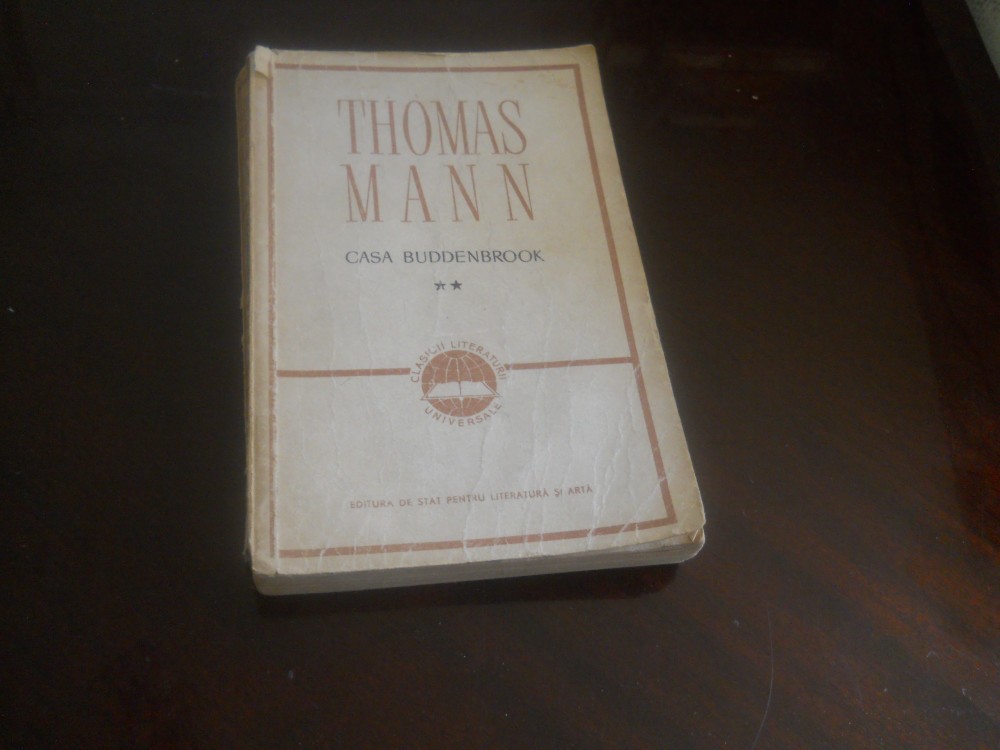 THOMAS
MANN
CASA BUDDENBROOK
★★
CLASICII LITERATURII
UNIVERSALE
EDITURA DE STAT PENTRU LITERATURĂ ȘI ARTĂ